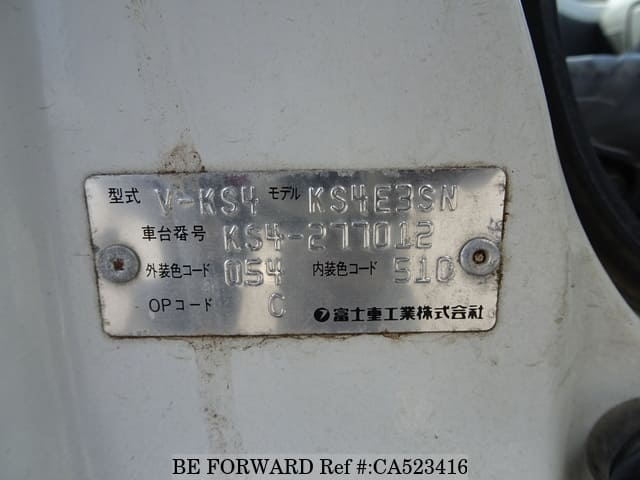 型式 V-KS4 モデル KS4E3SN
車台番号 KS4-277012
外装色コード 054 内装色コード 510
OPコード C 富士重工業株式会社
BE FORWARD Ref #:CA523416